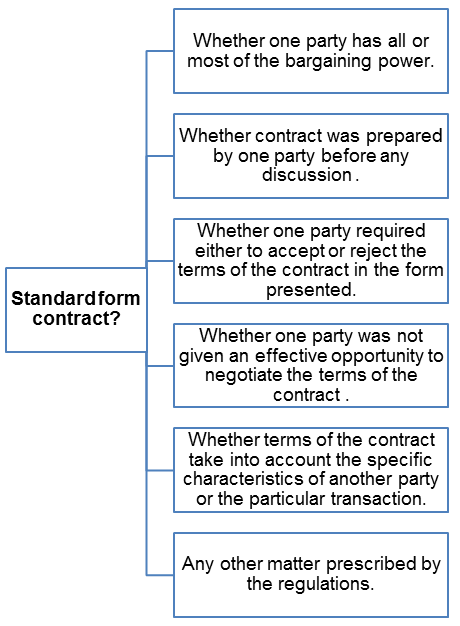 Whether one party has all or
most of the bargaining power.
Whether contract was prepared
by one party before any
discussion .
Whether one party required
either to accept or reject the
terms of the contract in the form
presented.
Standard form
contract?
Whether one party was not
given an effective opportunity to
negotiate the terms of the
contract .
Whether terms of the contract
take into account the specific
characteristics of another party
or the particular transaction.
Any other matter prescribed by
the regulations.